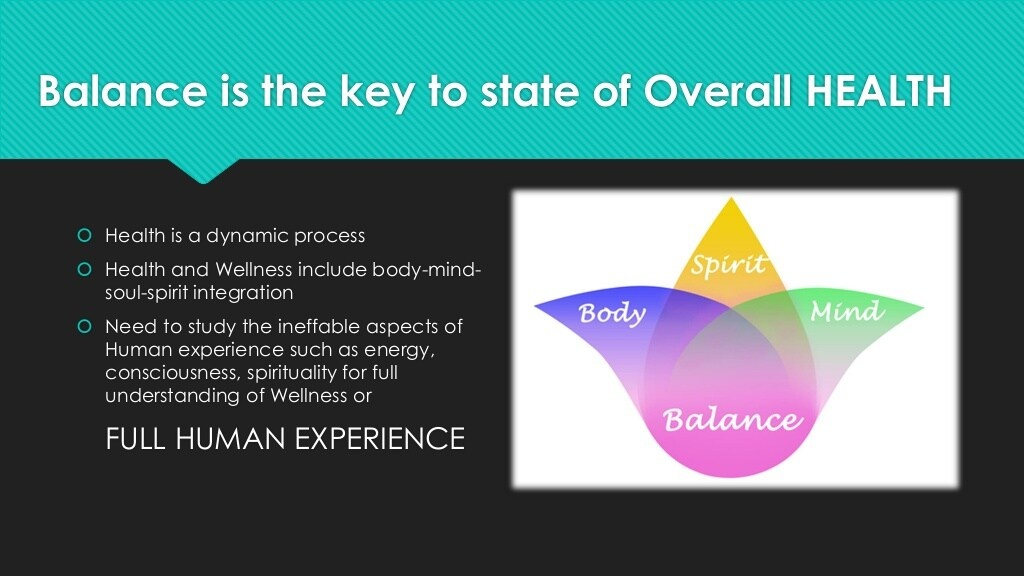 Balance is the key to state of Overall HEALTH
Health is a dynamic process
Health and Wellness include body-mind-
soul-spirit integration
Need to study the ineffable aspects of
Human experience such as energy,
consciousness, spirituality for full
understanding of Wellness or
FULL HUMAN EXPERIENCE
Spirit
Body
Mind
Balance